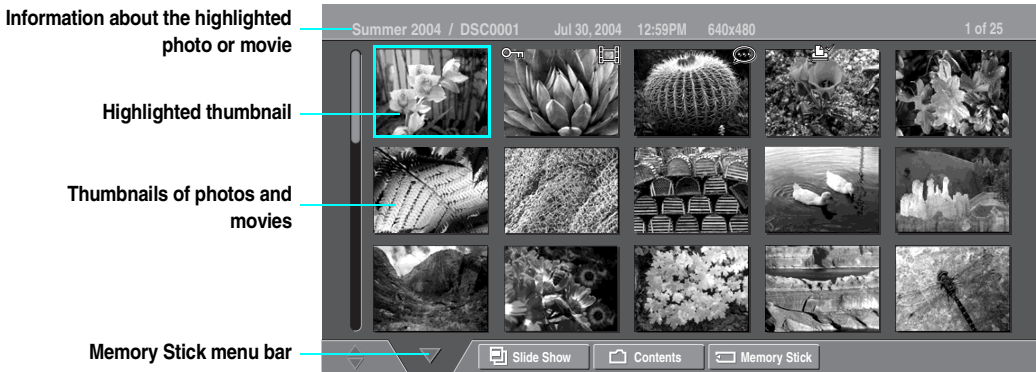 Information about the highlighted
photo or movie
Summer 2004 / DSC0001 Jul 30, 2004 12:59PM 640x480 1 of 25
Highlighted thumbnail
Thumbnails of photos and
movies
Memory Stick menu bar
Slide Show Contents Memory Stick